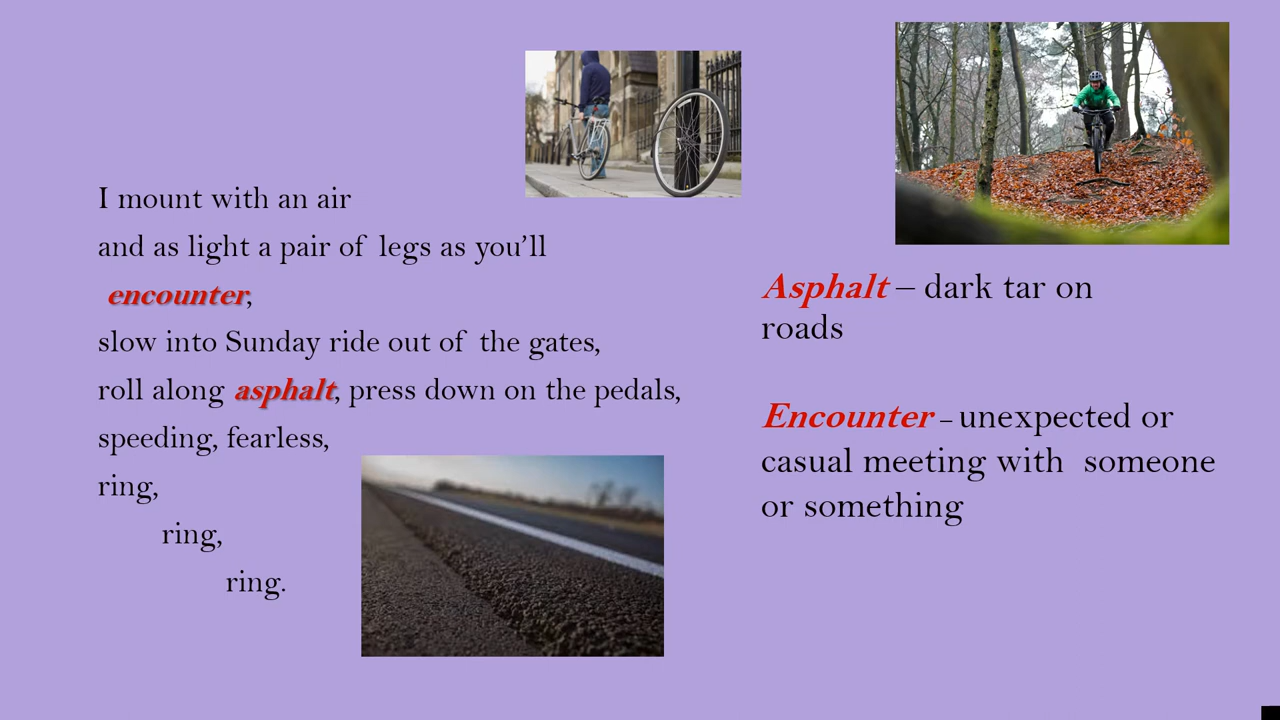 I mount with an air
and as light a pair of legs as you’ll
encounter,
slow into Sunday ride out of the gates,
roll along asphalt, press down on the pedals,
speeding, fearless,
ring,
ring,
ring.
Asphalt – dark tar on
roads
Encounter – unexpected or
casual meeting with someone
or something